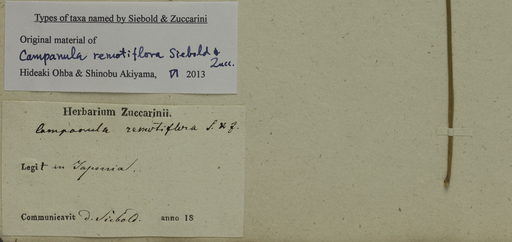 Types of taxa named by Siebold & Zuccarini
Original material of
Campanula remotiflora Siebold &
Zucc.
Hideaki Ohba & Shinobu Akiyama, VI 2013
Herbarium Zuccarinii.
Campanula remotiflora S. & Z.
Legit in Japonia.
Communicavit d. Siebold. anno 18